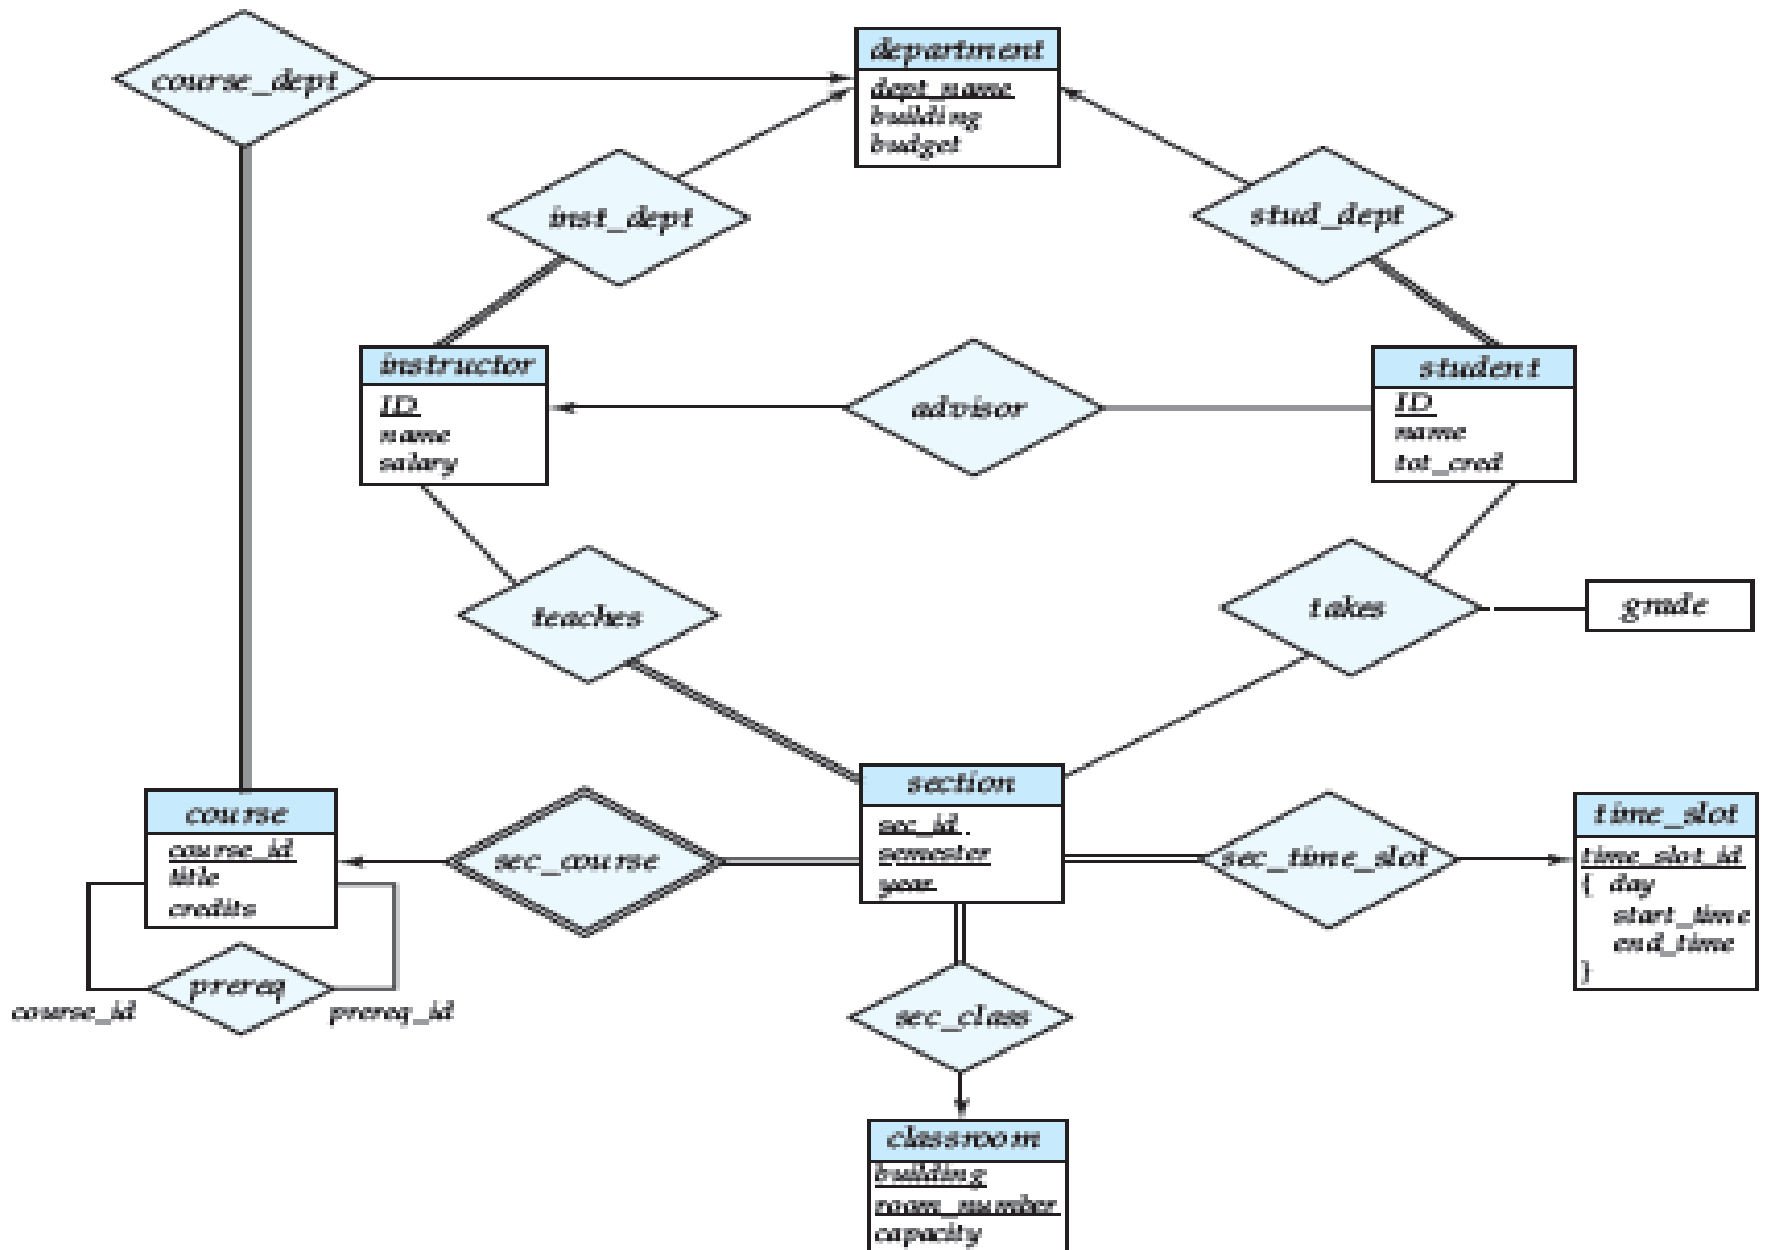 course_dept
department
dept_name
building
budget
inst_dept
stud_dept
instructor
ID
name
salary
advisor
student
ID
name
tot_cred
teaches
takes
grade
course
course_id
title
credits
sec_course
section
sec_id
semester
year
sec_time_slot
time_slot
time_slot_id
{ day
start_time
end_time
}
prereq
course_id
prereq_id
sec_class
classroom
building
room_number
capacity